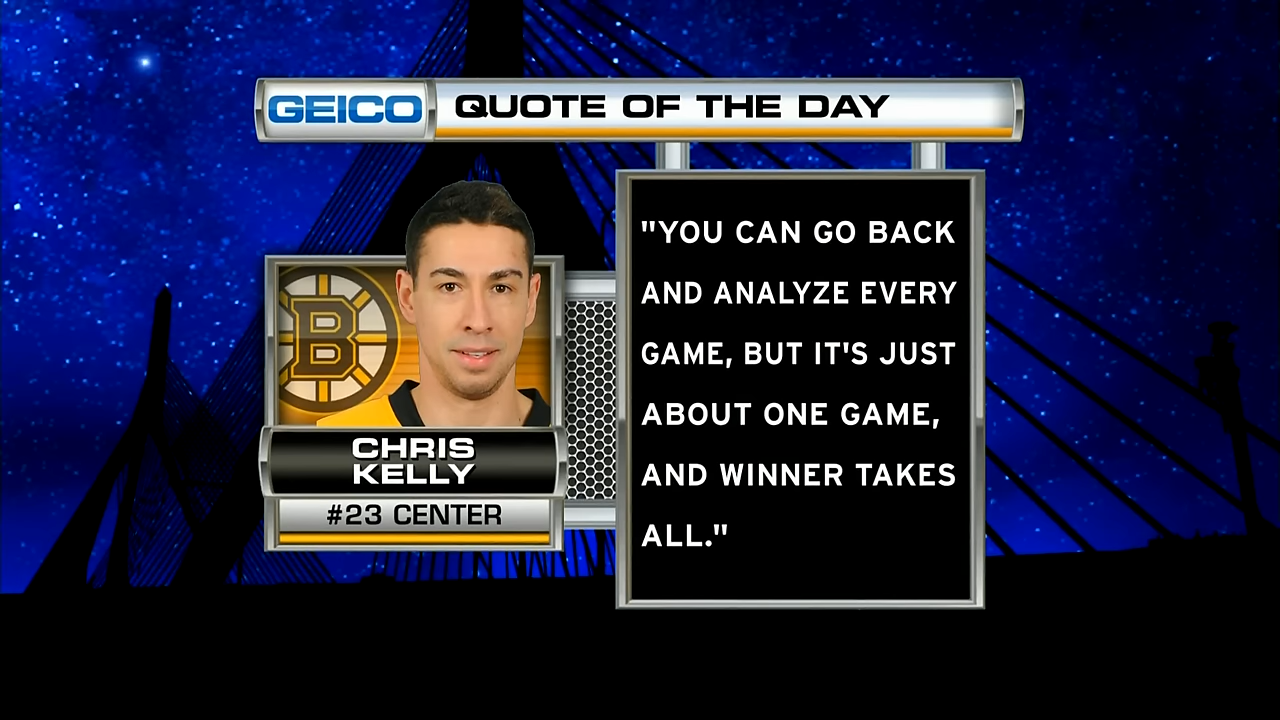 GEICO QUOTE OF THE DAY
B
CHRIS
KELLY
#23 CENTER
"YOU CAN GO BACK
AND ANALYZE EVERY
GAME, BUT IT'S JUST
ABOUT ONE GAME,
AND WINNER TAKES
ALL."